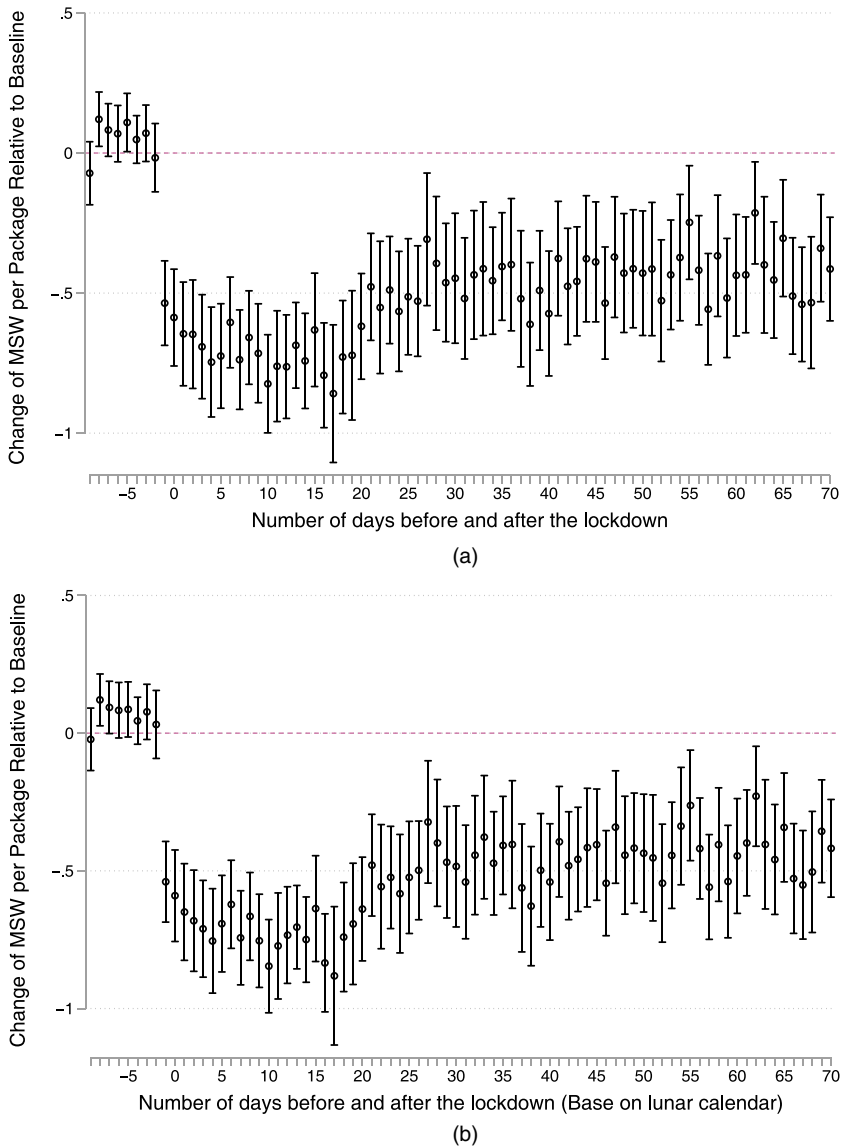 Change of MSW per Package Relative to Baseline
.5
0
−.5
−1
−5 0 5 10 15 20 25 30 35 40 45 50 55 60 65 70
Number of days before and after the lockdown
(a)
Change of MSW per Package Relative to Baseline
.5
0
−.5
−1
−5 0 5 10 15 20 25 30 35 40 45 50 55 60 65 70
Number of days before and after the lockdown (Base on lunar calendar)
(b)